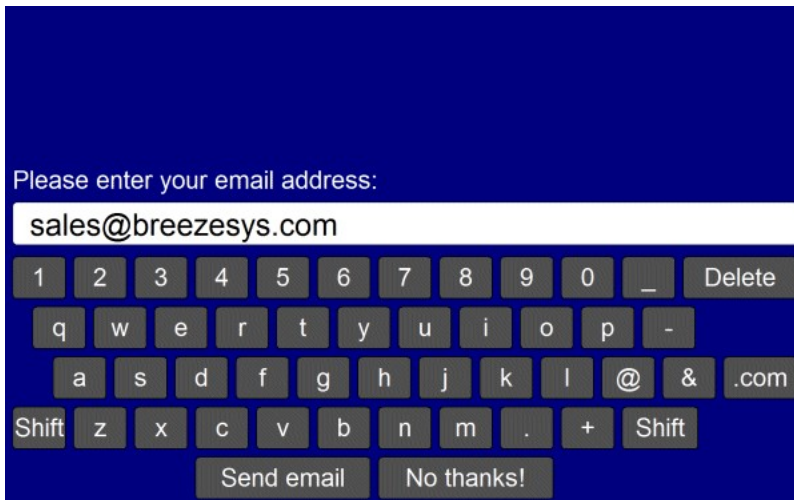 Please enter your email address:
sales@breezesys.com
1 2 3 4 5 6 7 8 9 0 _ Delete
q w e r t y u i o p -
a s d f g h j k l @ & .com
Shift z x c v b n m . + Shift
Send email No thanks!